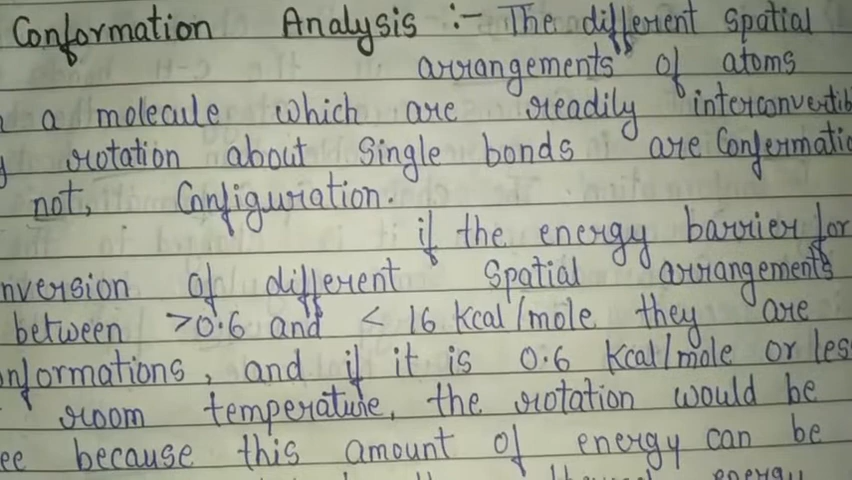 Conformation Analysis :- The different Spatial
arrangements of atoms
a molecule which are readily interconvertib
rotation about Single bonds are Conformatio
not, Configuration.
if the energy barrier for
nversion of different Spatial arrangements
between >0.6 and < 16 Kcal/mole they are
nformations, and if it is 0.6 Kcal/mole or les
room temperature, the rotation would be
ee because this amount of energy can be
energy